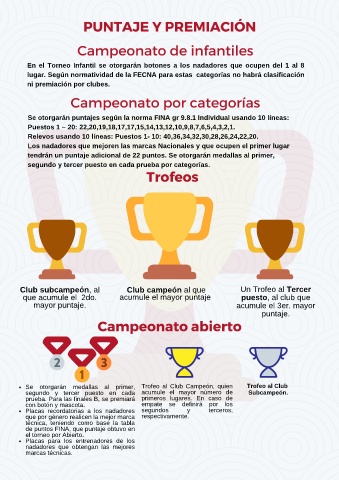 PUNTAJE Y PREMIACIÓN
Campeonato de infantiles
En el Torneo Infantil se otorgarán botones a los nadadores que ocupen del 1 al 8
lugar. Según normatividad de la FECNA para estas categorías no habrá clasificación
ni premiación por clubes.
Campeonato por categorías
Se otorgarán puntajes según la norma FINA gr 9.8.1 Individual usando 10 líneas:
Puestos 1 – 20: 22,20,19,18,17,17,15,14,13,12,10,9,8,7,6,5,4,3,2,1.
Relevos usando 10 líneas: Puestos 1- 10: 40,36,34,32,30,28,26,24,22,20.
Los nadadores que mejoren las marcas Nacionales y que ocupen el primer lugar
tendrán un puntaje adicional de 22 puntos. Se otorgarán medallas al primer,
segundo y tercer puesto en cada prueba por categorías.
Trofeos
Club subcampeón, al
que acumule el 2do.
mayor puntaje.
Club campeón al que
acumule el mayor puntaje
Un Trofeo al Tercer
puesto, al club que
acumule el 3er. mayor
puntaje.
Campeonato abierto
2
1
3
• Se otorgarán medallas al primer,
segundo y tercer puesto en cada
prueba. Para las finales B, se premiará
con botón y mascota.
• Placas recordatorias a los nadadores
que por género realicen la mejor marca
técnica, teniendo como base la tabla
de puntos FINA, que puntaje obtuvo en
el torneo por Abierto.
• Placas para los entrenadores de los
nadadores que obtengan las mejores
marcas técnicas.
Trofeo al Club Campeón, quien
acumule el mayor número de
primeros lugares. En caso de
empate se definirá por los
segundos y terceros,
respectivamente.
Trofeo al Club
Subcampeón.